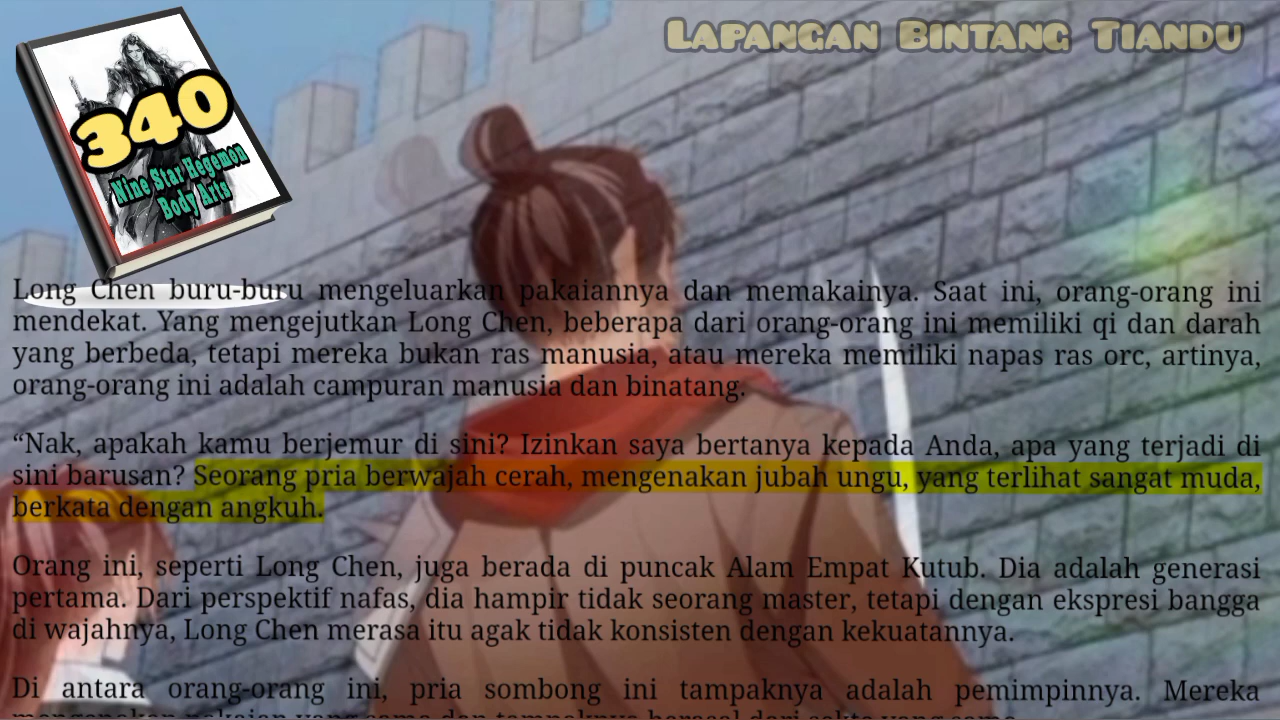 Lapangan Bintang Tiandu
340
Nine Star Hegemon
Body Arts
Long Chen buru-buru mengeluarkan pakaiannya dan memakainya. Saat ini, orang-orang ini
mendekat. Yang mengejutkan Long Chen, beberapa dari orang-orang ini memiliki qi dan darah
yang berbeda, tetapi mereka bukan ras manusia, atau mereka memiliki napas ras orc, artinya,
orang-orang ini adalah campuran manusia dan binatang.
“Nak, apakah kamu berjemur di sini? Izinkan saya bertanya kepada Anda, apa yang terjadi di
sini barusan? Seorang pria berwajah cerah, mengenakan jubah ungu, yang terlihat sangat muda,
berkata dengan angkuh.
Orang ini, seperti Long Chen, juga berada di puncak Alam Empat Kutub. Dia adalah generasi
pertama. Dari perspektif nafas, dia hampir tidak seorang master, tetapi dengan ekspresi bangga
di wajahnya, Long Chen merasa itu agak tidak konsisten dengan kekuatannya.
Di antara orang-orang ini, pria sombong ini tampaknya adalah pemimpinnya. Mereka